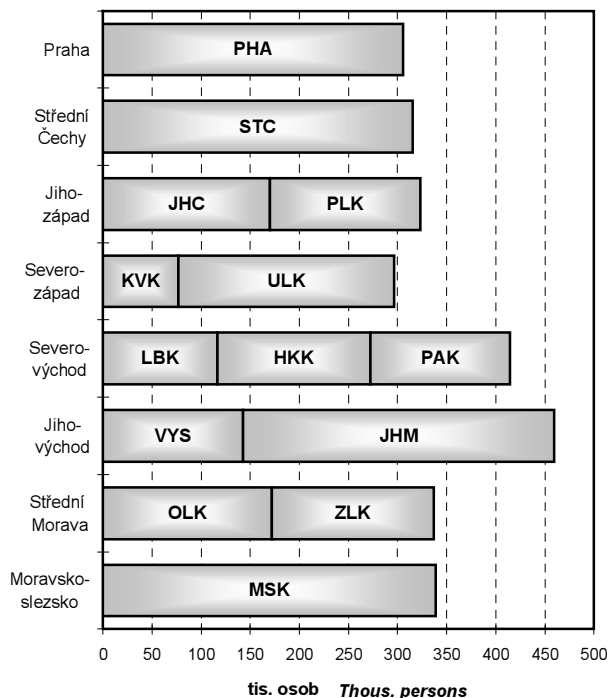 Praha
PHA
Střední
Čechy
STC
Jiho-
západ
JHC PLK
Severo-
západ
KVK ULK
Severo-
východ
LBK HKK PAK
Jiho-
východ
VYS JHM
Střední
Morava
OLK ZLK
Moravsko-
slezsko
MSK
0 50 100 150 200 250 300 350 400 450 500
tis. osob Thous. persons